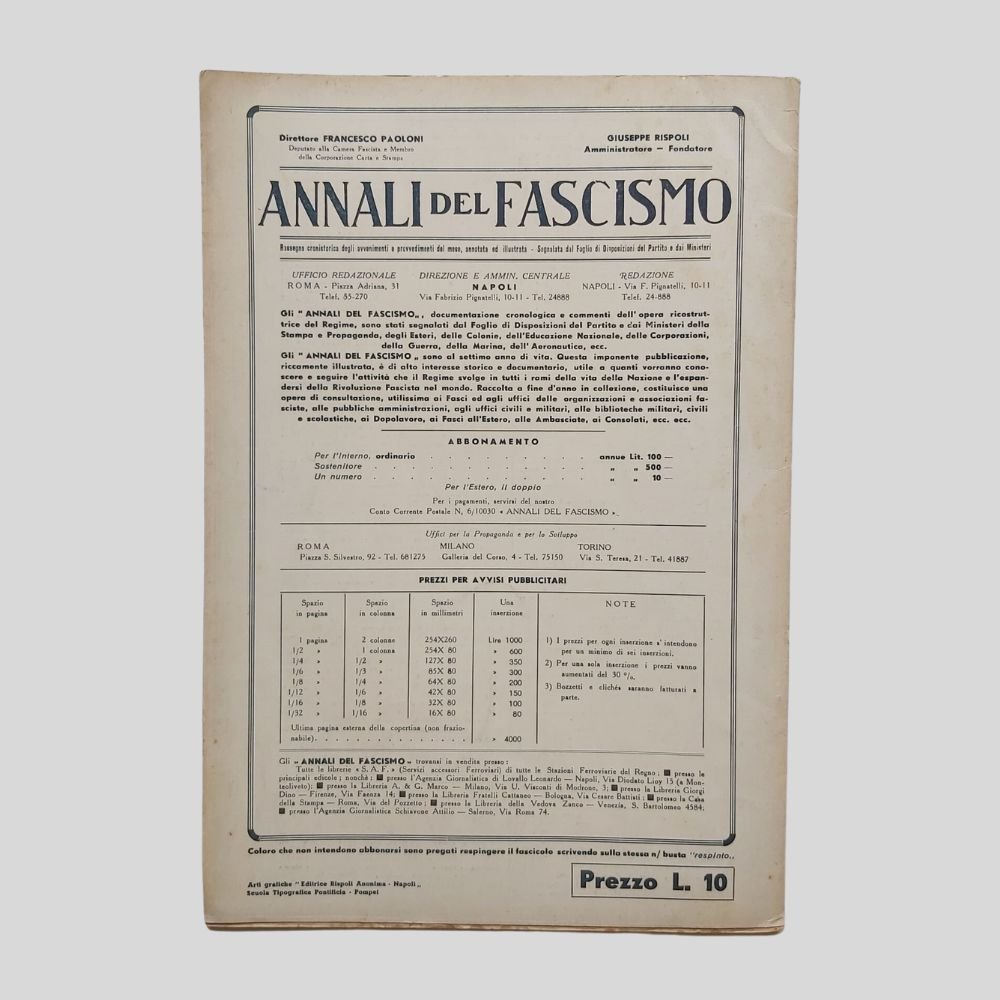 Direttore FRANCESCO PAOLONI
Deputato alla Camera Fascista e Membro
della Corporazione Carta e Stampa
GIUSEPPE RISPOLI
Amministratore — Fondatore
ANNALI DEL FASCISMO
Rassegna cronistorica degli avvenimenti e provvedimenti del mese, annotata ed illustrata - Segnalata dal Foglio di Disposizioni del Partito e dai Ministeri
UFFICIO REDAZIONALE
ROMA - Piazza Adriana, 31
Telef. 55-270
DIREZIONE E AMMIN. CENTRALE
NAPOLI
Via Fabrizio Pignatelli, 10-11 - Tel. 24888
REDAZIONE
NAPOLI - Via F. Pignatelli, 10-11
Telef. 24-888
Gli " ANNALI DEL FASCISMO „, documentazione cronologica e commenti dell'opera ricostrut-
trice del Regime, sono stati segnalati dal Foglio di Disposizioni del Partito e dai Ministeri della
Stampa e Propaganda, degli Esteri, delle Colonie, dell'Educazione Nazionale, delle Corporazioni,
della Guerra, della Marina, dell'Aeronautica, ecc.
Gli " ANNALI DEL FASCISMO „ sono al settimo anno di vita. Questa imponente pubblicazione,
riccamente illustrata, è di alto interesse storico e documentario, utile a quanti vorranno cono-
scere e seguire l'attività che il Regime svolge in tutti i rami della vita della Nazione e l'espan-
dersi della Rivoluzione Fascista nel mondo. Raccolta a fine d'anno in collezione, costituisce una
opera di consultazione, utilissima ai Fasci ed agli uffici delle organizzazioni e associazioni fa-
sciste, alle pubbliche amministrazioni, agli uffici civili e militari, alle biblioteche militari, civili
e scolastiche, ai Dopolavoro, ai Fasci all'Estero, alle Ambasciate, ai Consolati, ecc. ecc.
ABBONAMENTO
Per l'Interno, ordinario . . . . . . . . annue Lit. 100 —
Sostenitore . . . . . . . . . . . „ „ 500 —
Un numero . . . . . . . . . . . „ „ 10 —
Per l'Estero, il doppio
Per i pagamenti, servirsi del nostro
Conto Corrente Postale N, 6/10030 « ANNALI DEL FASCISMO ».
Uffici per la Propaganda e per lo Sviluppo
ROMA
Piazza S. Silvestro, 92 - Tel. 681275
MILANO
Galleria del Corso, 4 - Tel. 75150
TORINO
Via S. Teresa, 21 - Tel. 41887
PREZZI PER AVVISI PUBBLICITARI
Spazio in pagina Spazio in colonna Spazio in millimetri Una inserzione
1 pagina 2 colonne 254X260 Lire 1000
1/2 » 1 colonna 254X 80 » 600
1/4 » 1/2 » 127X 80 » 350
1/6 » 1/3 » 85X 80 » 300
1/8 » 1/4 » 64X 80 » 200
1/12 » 1/6 » 42X 80 » 150
1/16 » 1/8 » 32X 80 » 100
1/32 » 1/16 » 16X 80 » 80
Ultima pagina esterna della copertina (non frazio-
nabile). . . . . . . . . . . . . . » 4000
NOTE
1) I prezzi per ogni inserzione s'intendono
per un minimo di sei inserzioni.
2) Per una sola inserzione i prezzi vanno
aumentati del 30 %.
3) Bozzetti e clichés saranno fatturati a
parte.
Gli „ ANNALI DEL FASCISMO „ trovansi in vendita presso :
Tutte le librerie « S. A. F. » (Servizi accessori Ferroviari) di tutte le Stazioni Ferroviarie del Regno ; ■ presso le
principali edicole ; nonchè : ■ presso l'Agenzia Giornalistica di Lovallo Leonardo — Napoli, Via Diodato Lioy 15 (a Mon-
teoliveto); ■ presso la Libreria A. & G. Marco — Milano, Via U. Visconti di Modrone, 3; ■ presso la Libreria Giorgi
Dino — Firenze, Via Faenza 14; ■ presso la Libreria Fratelli Cattaneo — Bologna, Via Cesare Battisti ; ■ presso la Casa
della Stampa — Roma, Via del Pozzetto ; ■ presso la Libreria della Vedova Zanco — Venezia, S. Bartolomeo 4584;
■ presso l'Agenzia Giornalistica Schiavone Attilio — Salerno, Via Roma 74.
Coloro che non intendono abbonarsi sono pregati respingere il fascicolo scrivendo sulla stessa n/ busta "respinto„
Arti grafiche " Editrice Rispoli Anonima - Napoli „
Scuola Tipografica Pontificia - Pompei
Prezzo L. 10